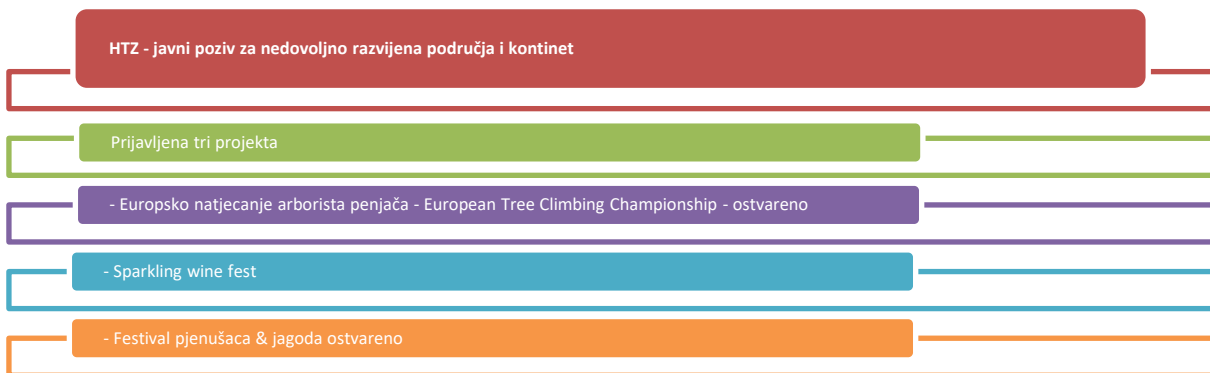 HTZ - javni poziv za nedovoljno razvijena područja i kontinet
Prijavljena tri projekta
- Europsko natjecanje arborista penjača - European Tree Climbing Championship - ostvareno
- Sparkling wine fest
- Festival pjenušaca & jagoda ostvareno